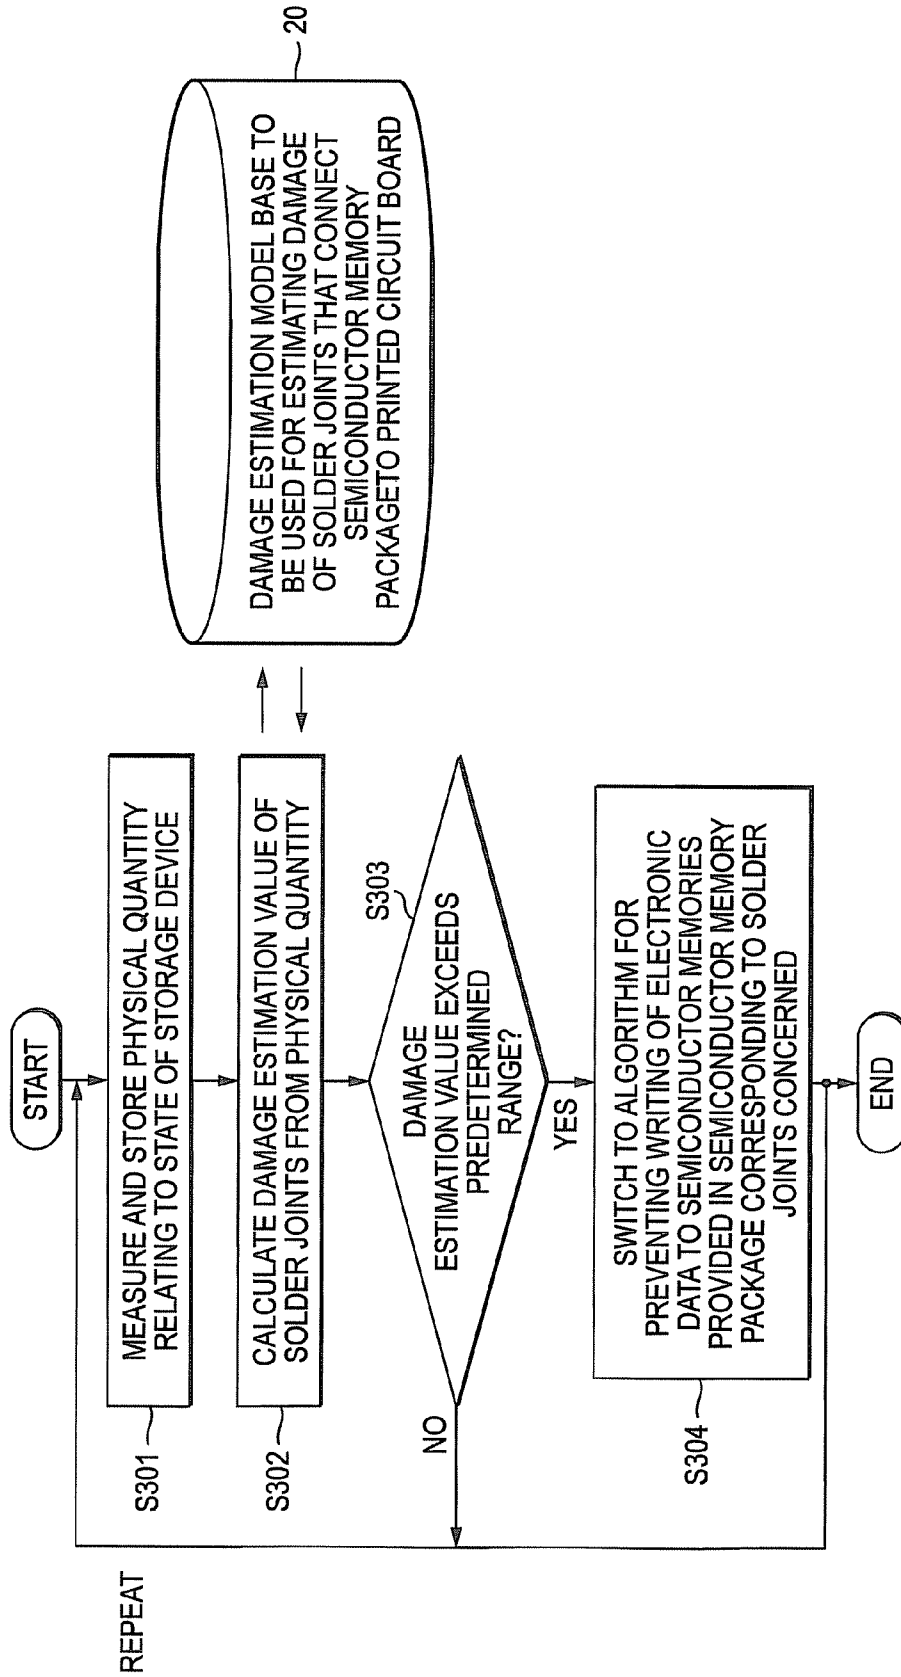 START
MEASURE AND STORE PHYSICAL QUANTITY
RELATING TO STATE OF STORAGE DEVICE
S301
CALCULATE DAMAGE ESTIMATION VALUE OF
SOLDER JOINTS FROM PHYSICAL QUANTITY
S302
DAMAGE ESTIMATION MODEL BASE TO
BE USED FOR ESTIMATING DAMAGE
OF SOLDER JOINTS THAT CONNECT
SEMICONDUCTOR MEMORY
PACKAGETO PRINTED CIRCUIT BOARD
20
S303
DAMAGE
ESTIMATION VALUE EXCEEDS
PREDETERMINED
RANGE?
NO
YES
SWITCH TO ALGORITHM FOR
PREVENTING WRITING OF ELECTRONIC
DATA TO SEMICONDUCTOR MEMORIES
PROVIDED IN SEMICONDUCTOR MEMORY
PACKAGE CORRESPONDING TO SOLDER
JOINTS CONCERNED
S304
REPEAT
END